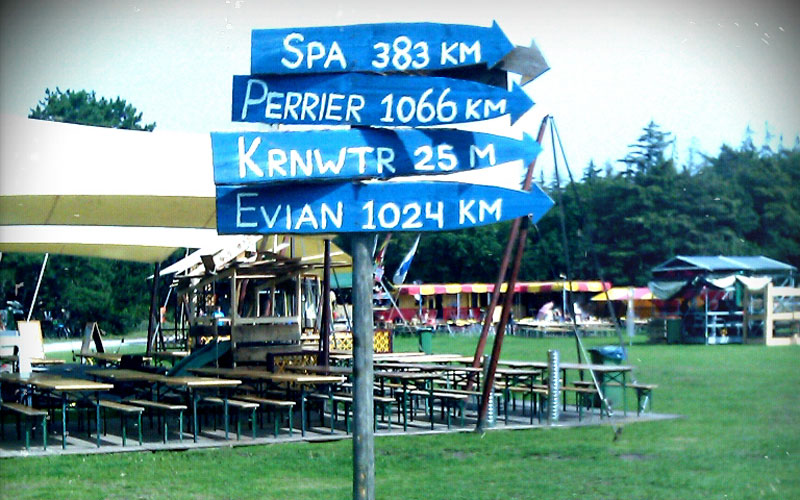 SPA 383 KM
PERRIER 1066 KM
KRNWTR 25 M
EVIAN 1024 KM